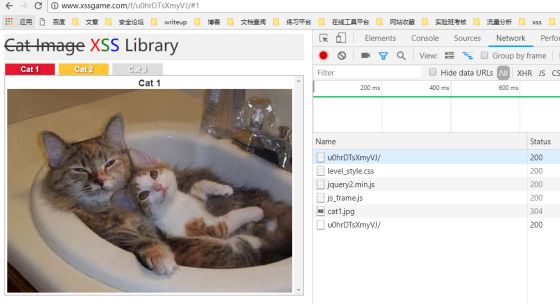 www.xssgame.com/f/u0hrDTsXmyVJ/#1
应用 百度 文章 安全论坛 writeup 博客 文档查阅 练习平台 在线工具平台 网站收藏 实验班考核 流量分析 xss
Cat Image XSS Library
Cat 1 Cat 2 Cat 3
Cat 1
Elements Console Sources Network Perfor
View: Group by frame
Filter Hide data URLs All XHR JS CS
200 ms 400 ms 600 ms
Name Status
u0hrDTsXmyVJ/ 200
level_style.css 200
jquery2.min.js 200
js_frame.js 200
cat1.jpg 304
u0hrDTsXmyVJ/ 200